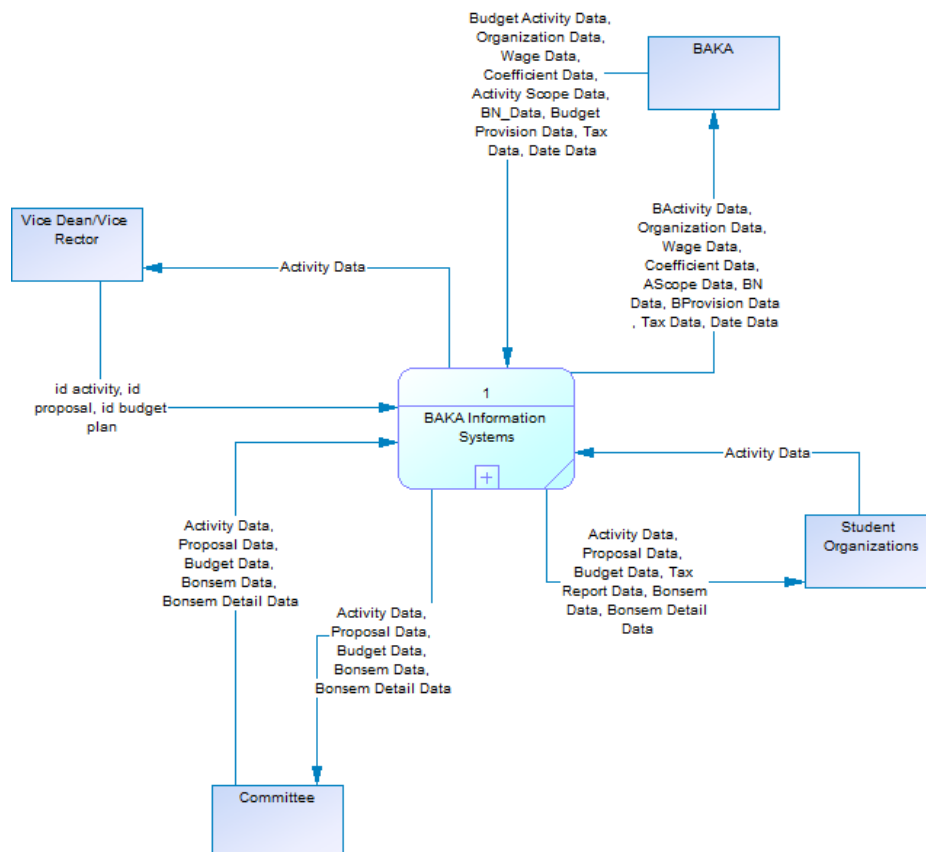 Budget Activity Data,
Organization Data,
Wage Data,
Coefficient Data,
Activity Scope Data,
BN_Data, Budget
Provision Data, Tax
Data, Date Data
BAKA
BActivity Data,
Organization Data,
Wage Data,
Coefficient Data,
AScope Data, BN
Data, BProvision Data
, Tax Data, Date Data
Vice Dean/Vice
Rector
Activity Data
id activity, id
proposal, id budget
plan
1
BAKA Information
Systems
Activity Data
Student
Organizations
Activity Data,
Proposal Data,
Budget Data, Tax
Report Data, Bonsem
Data, Bonsem Detail
Data
Activity Data,
Proposal Data,
Budget Data,
Bonsem Data,
Bonsem Detail Data
Activity Data,
Proposal Data,
Budget Data,
Bonsem Data,
Bonsem Detail Data
Committee